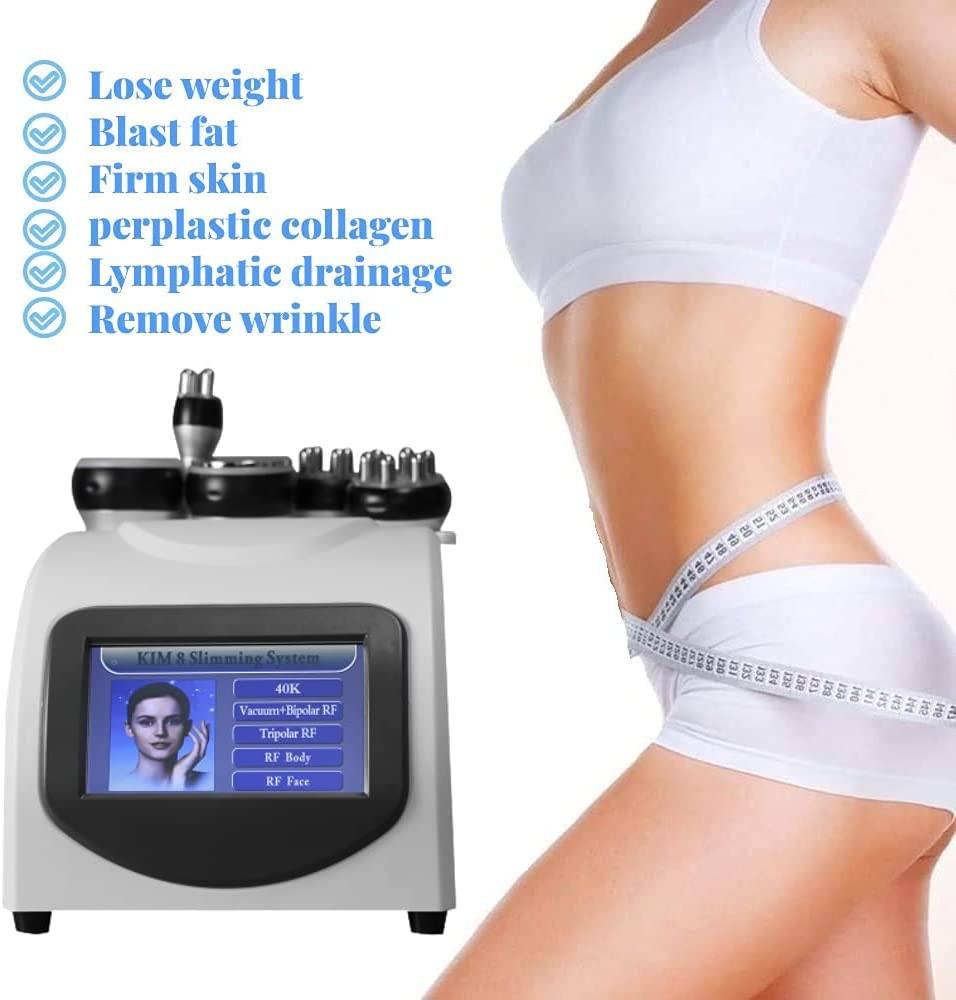 Lose weight
Blast fat
Firm skin
perplastic collagen
Lymphatic drainage
Remove wrinkle
KIM 8 Slimming System
40K
Vacuum+Bipolar RF
Tripolar RF
RF Body
RF Face